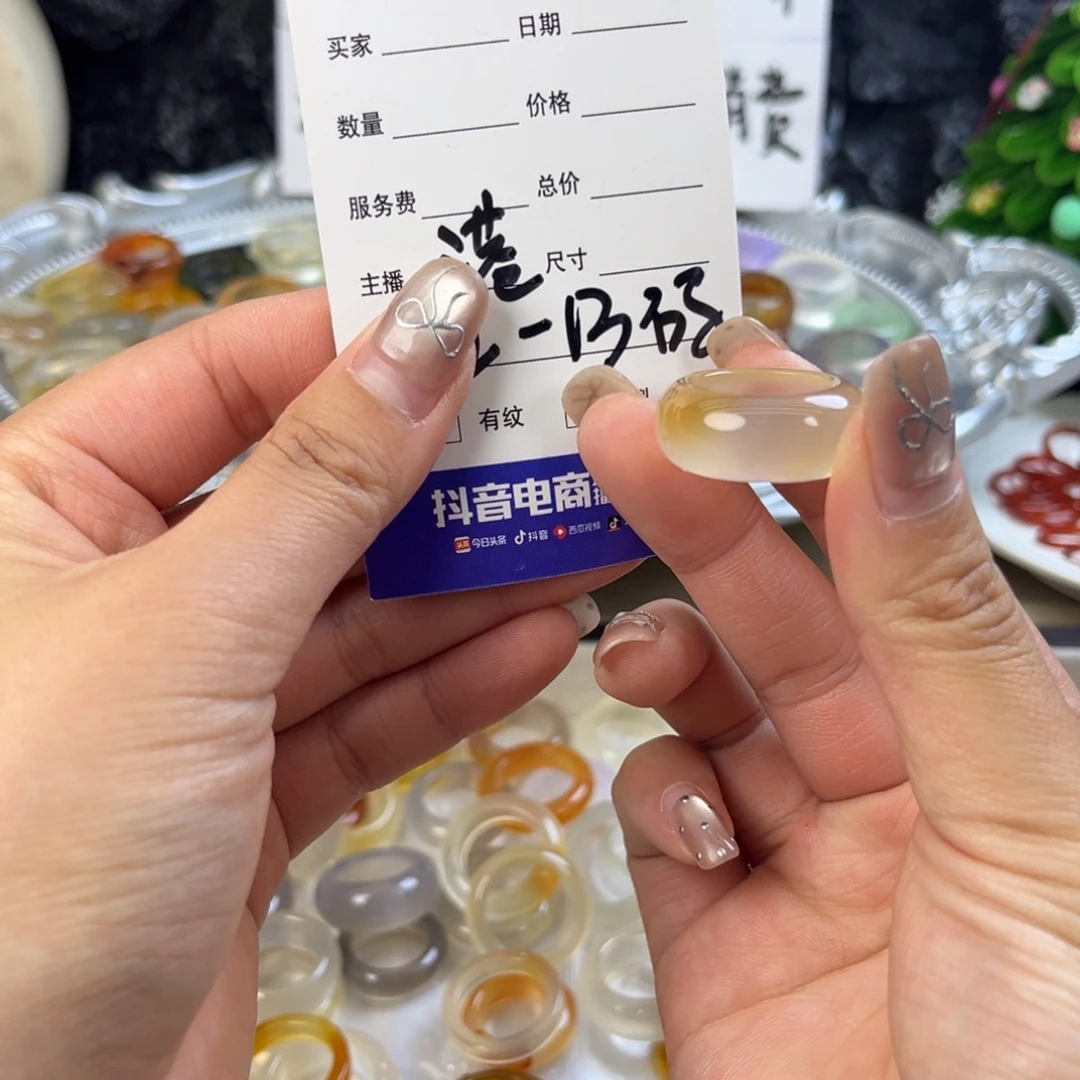 买家 日期
数量 价格
服务费 总价
主播 港 尺寸
-13码
有纹
抖音电商
今日头条 抖音 西瓜视频